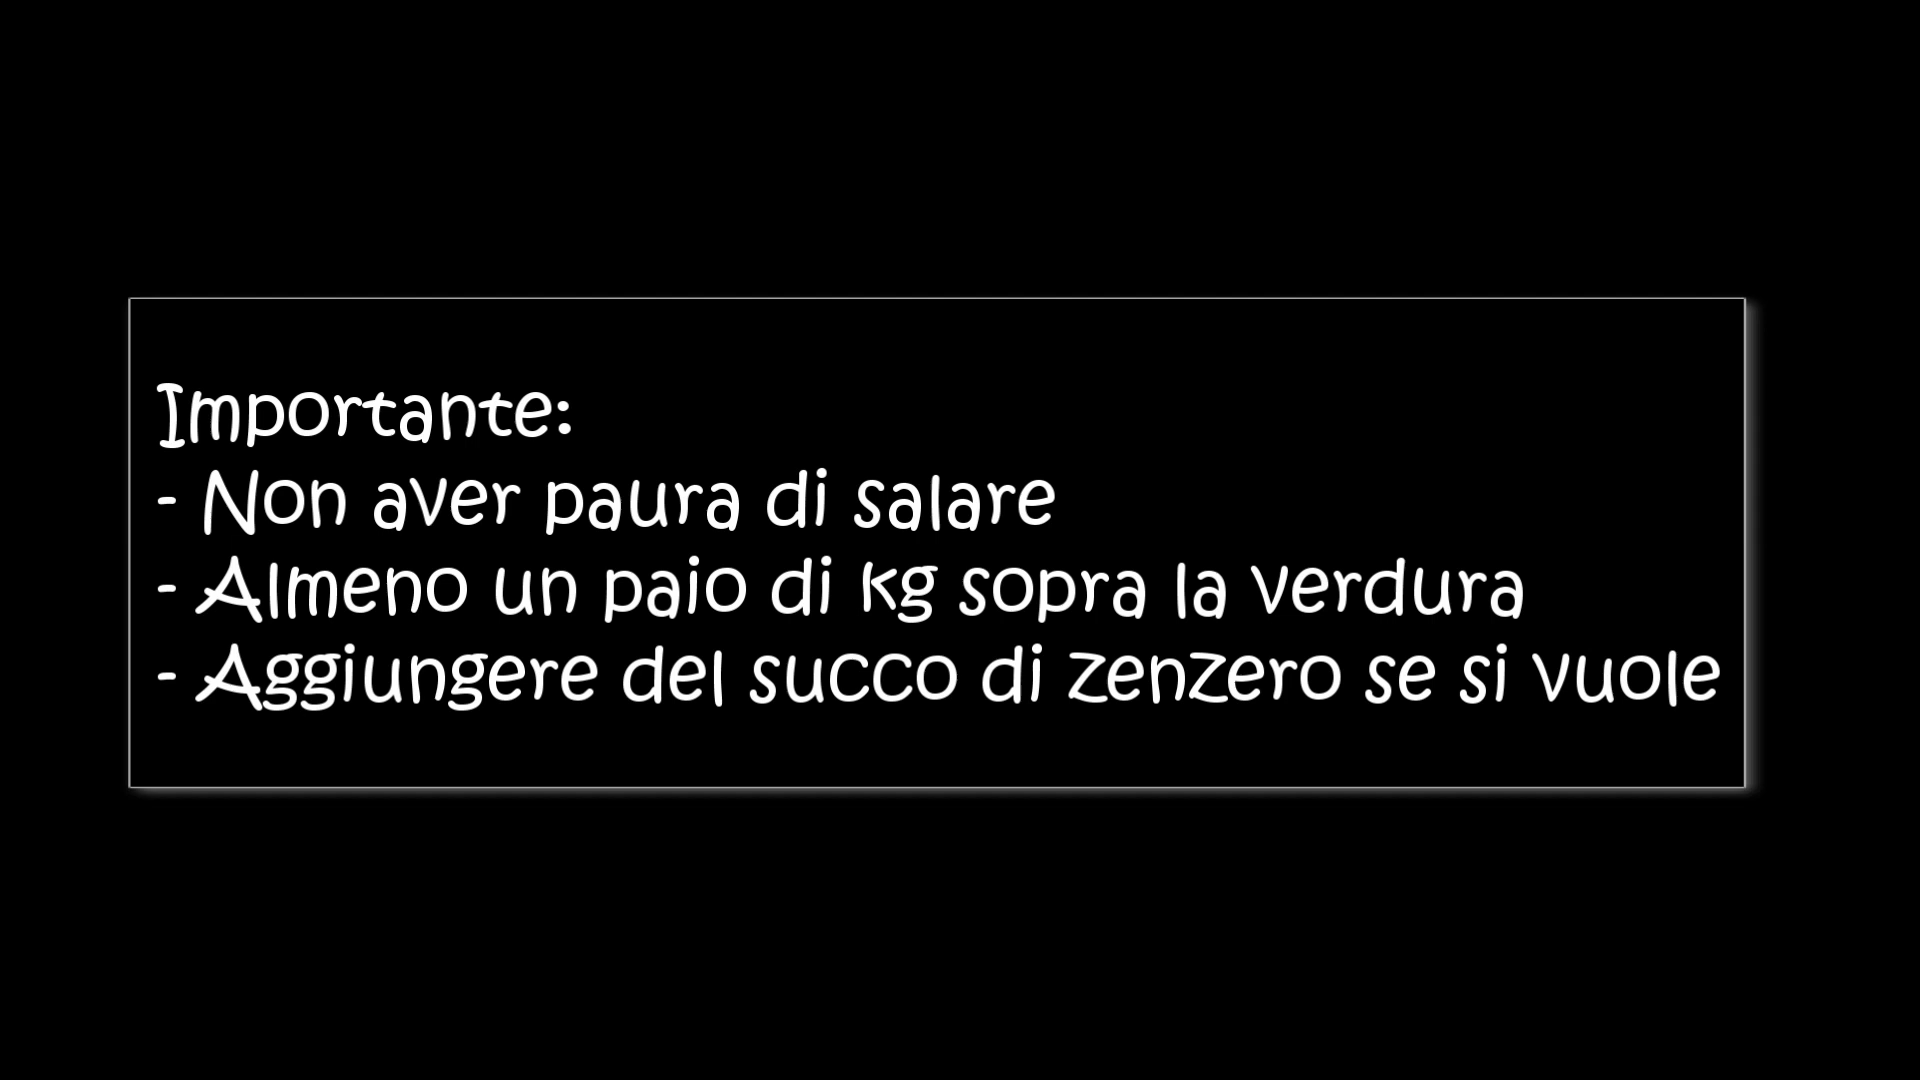 Importante:
- Non aver paura di salare
- Almeno un paio di kg sopra la verdura
- Aggiungere del succo di zenzero se si vuole